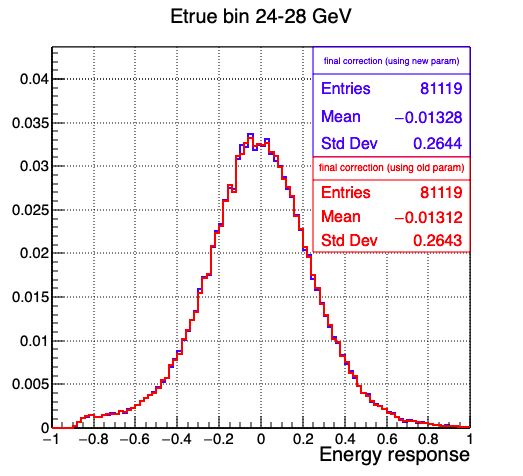 Etrue bin 24-28 GeV
final correction (using new param)
Entries 81119
Mean −0.01328
Std Dev 0.2644
final correction (using old param)
Entries 81119
Mean −0.01312
Std Dev 0.2643
0.04
0.035
0.03
0.025
0.02
0.015
0.01
0.005
0
−1 −0.8 −0.6 −0.4 −0.2 0 0.2 0.4 0.6 0.8 1
Energy response